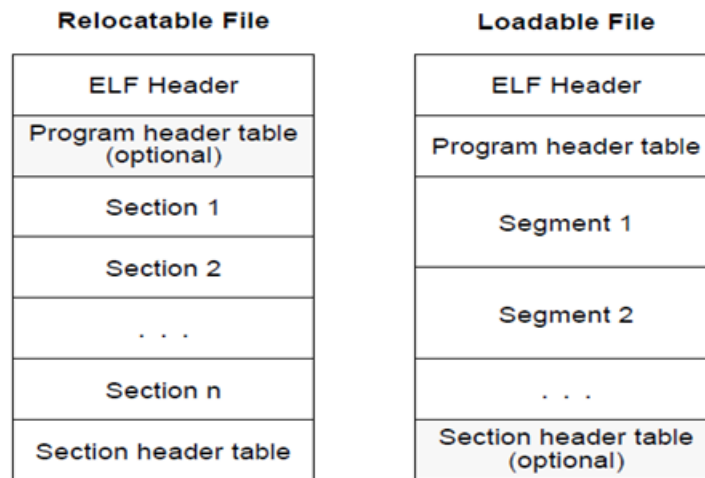 Relocatable File
ELF Header
Program header table
(optional)
Section 1
Section 2
. . .
Section n
Section header table
Loadable File
ELF Header
Program header table
Segment 1
Segment 2
. . .
Section header table
(optional)